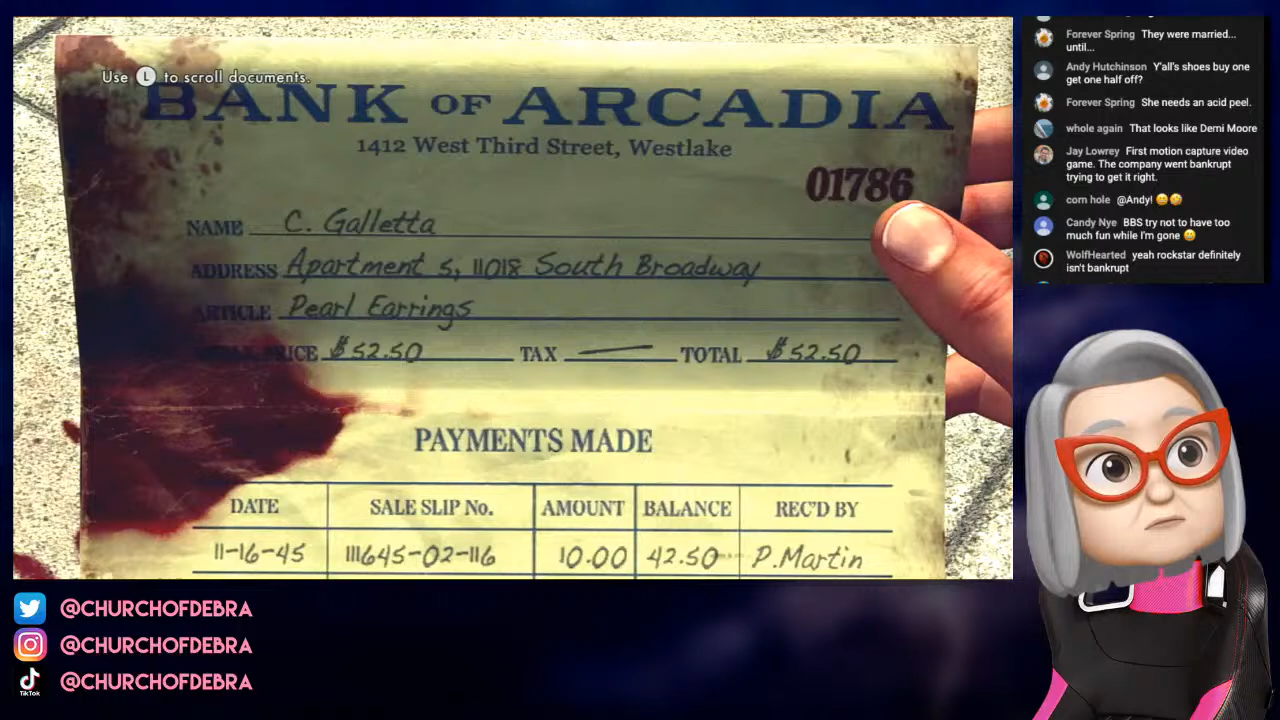 Use L to scroll documents.
BANK OF ARCADIA
1412 West Third Street, Westlake
01786
NAME C. Galletta
ADDRESS Apartment 5, 11018 South Broadway
ARTICLE Pearl Earrings
PRICE $52.50 TAX — TOTAL $52.50
PAYMENTS MADE
DATE SALE SLIP No. AMOUNT BALANCE REC'D BY
11-16-45 111645-02-116 10.00 42.50 P. Martin
Forever Spring They were married...
until...
Andy Hutchinson Y'all's shoes buy one
get one half off?
Forever Spring She needs an acid peel.
whole again That looks like Demi Moore
Jay Lowrey First motion capture video
game. The company went bankrupt
trying to get it right.
corn hole @Andy!
Candy Nye BBS try not to have too
much fun while I'm gone
WolfHearted yeah rockstar definitely
isn't bankrupt
@CHURCHOFDEBRA
@CHURCHOFDEBRA
TikTok
@CHURCHOFDEBRA